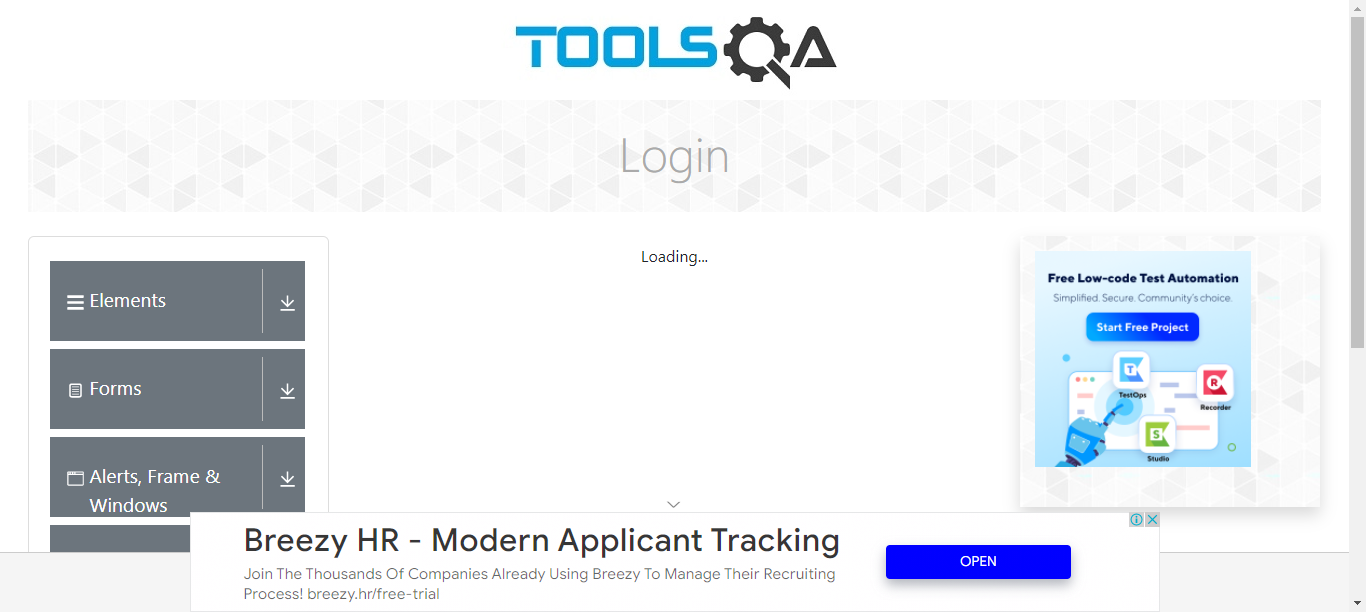 TOOLSQA
Login
Elements
Forms
Alerts, Frame &
Windows
Loading...
Free Low-code Test Automation
Simplified. Secure. Community's choice.
Start Free Project
T
TestOps
R
Recorder
S
Studio
Breezy HR - Modern Applicant Tracking
Join The Thousands Of Companies Already Using Breezy To Manage Their Recruiting
Process! breezy.hr/free-trial
OPEN